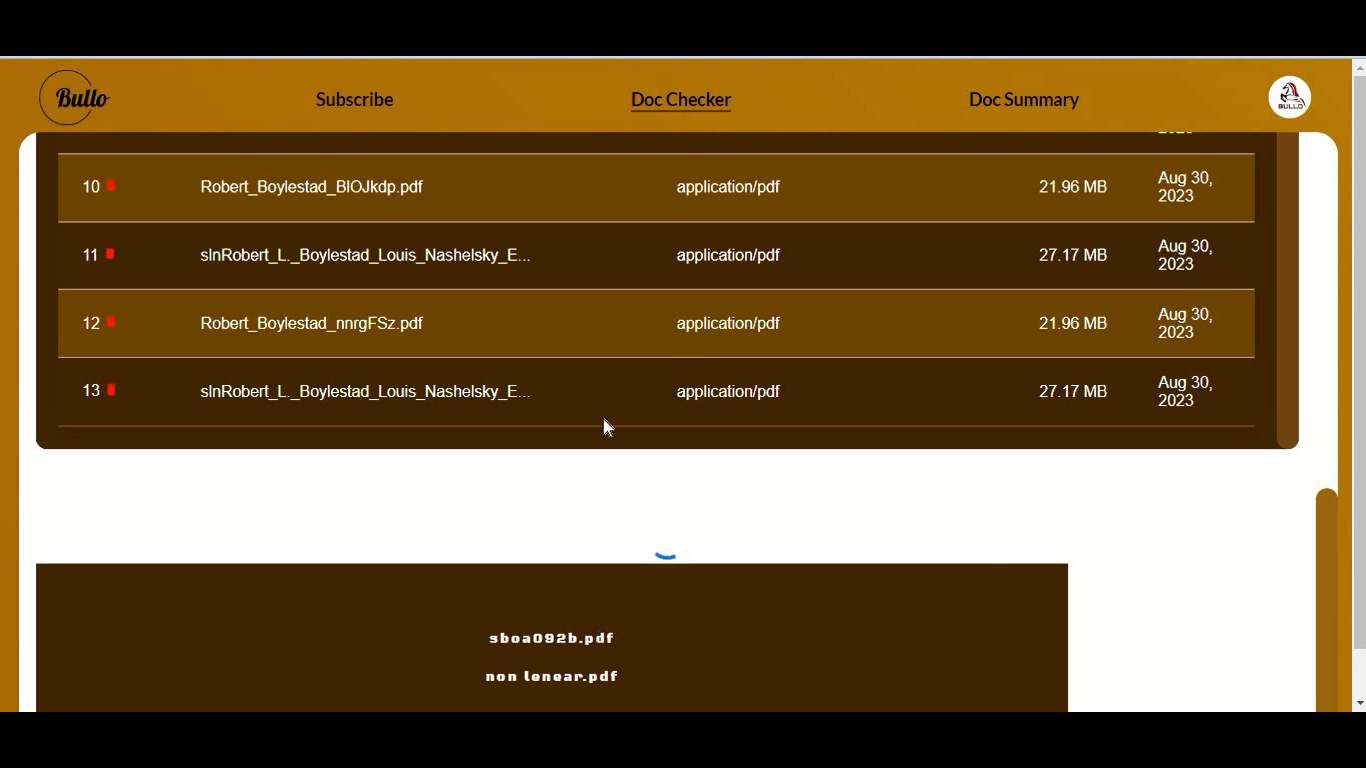 Bullo
Subscribe
Doc Checker
Doc Summary
BULLO
10 Robert_Boylestad_BIOJkdp.pdf application/pdf 21.96 MB Aug 30, 2023
11 slnRobert_L._Boylestad_Louis_Nashelsky_E... application/pdf 27.17 MB Aug 30, 2023
12 Robert_Boylestad_nnrgFSz.pdf application/pdf 21.96 MB Aug 30, 2023
13 slnRobert_L._Boylestad_Louis_Nashelsky_E... application/pdf 27.17 MB Aug 30, 2023
sboa092b.pdf
non lenear.pdf